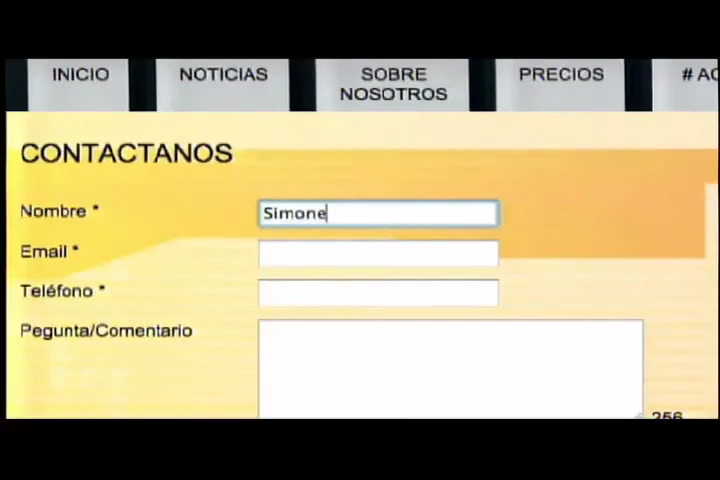 INICIO
NOTICIAS
SOBRE
NOSOTROS
PRECIOS
CONTACTANOS
Nombre *
Simone
Email *
Teléfono *
Pegunta/Comentario
256